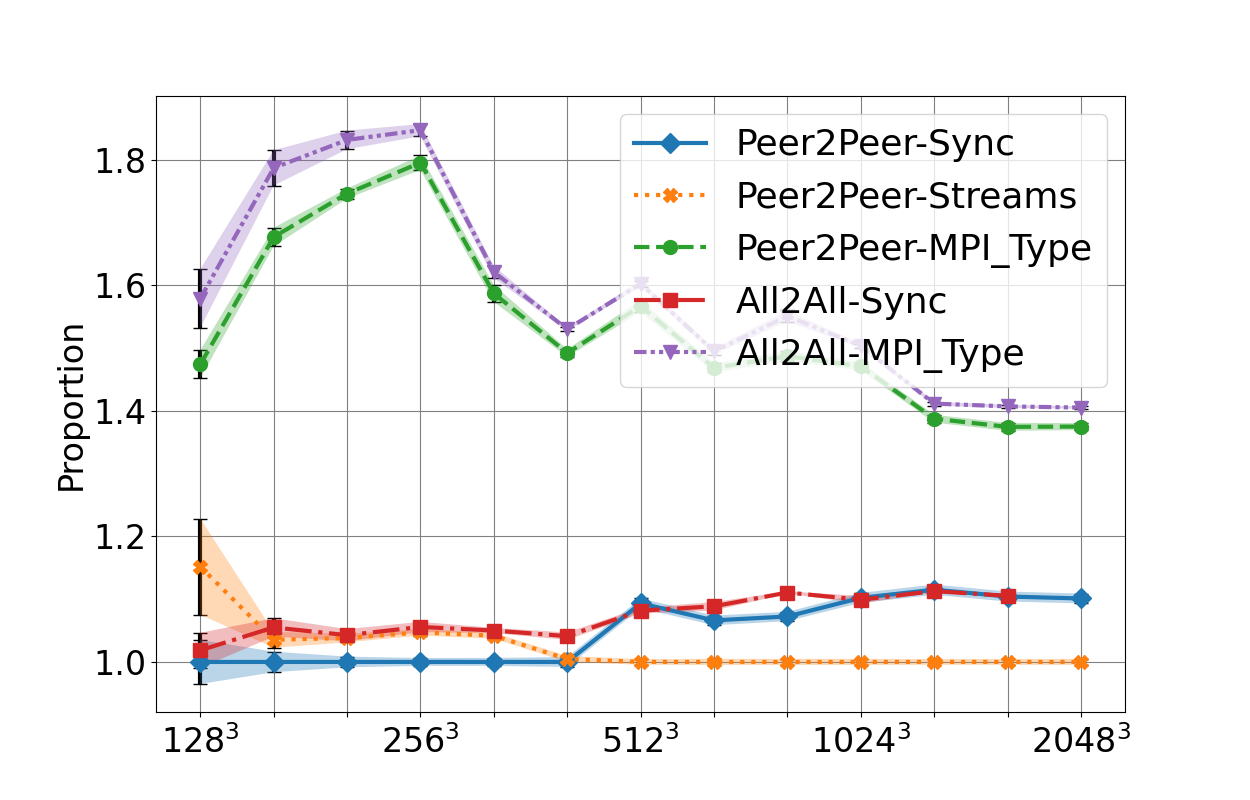 Proportion
1.8
1.6
1.4
1.2
1.0
Peer2Peer-Sync
Peer2Peer-Streams
Peer2Peer-MPI_Type
All2All-Sync
All2All-MPI_Type
128³ 256³ 512³ 1024³ 2048³